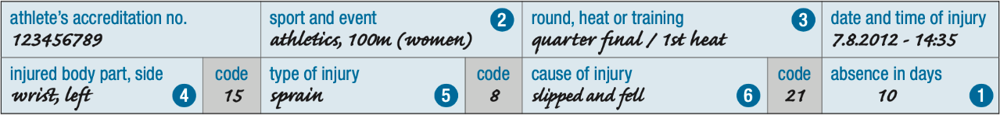 athlete's accreditation no.
123456789
sport and event 2
athletics, 100m (women)
round, heat or training 3
quarter final / 1st heat
date and time of injury
7.8.2012 - 14:35
injured body part, side 4
wrist, left
code
15
type of injury 5
sprain
code
8
cause of injury 6
slipped and fell
code
21
absence in days 1
10